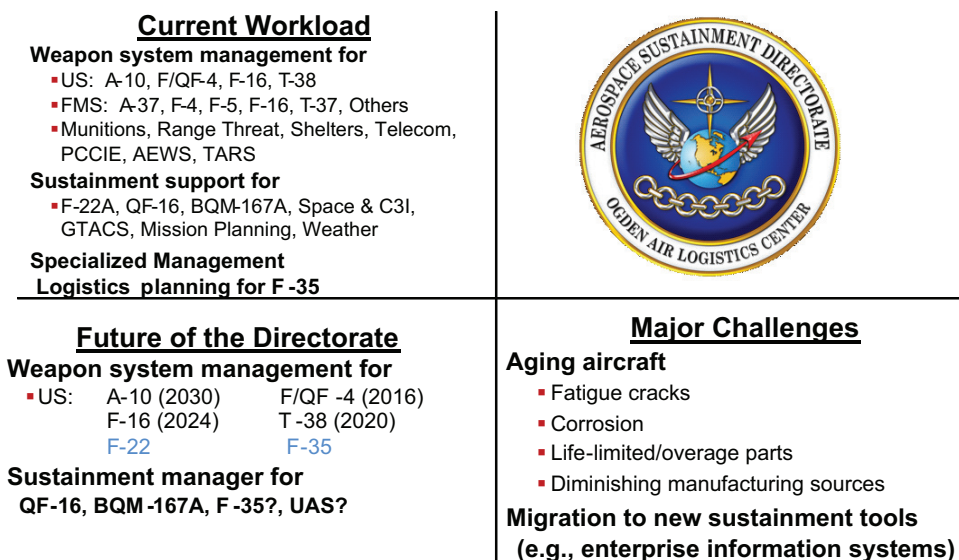 Current Workload
Weapon system management for
▪US: A-10, F/QF-4, F-16, T-38
▪FMS: A-37, F-4, F-5, F-16, T-37, Others
▪Munitions, Range Threat, Shelters, Telecom,
PCCIE, AEWS, TARS
Sustainment support for
▪F-22A, QF-16, BQM-167A, Space & C3I,
GTACS, Mission Planning, Weather
Specialized Management
Logistics planning for F -35
AEROSPACE SUSTAINMENT DIRECTORATE
OGDEN AIR LOGISTICS CENTER
Future of the Directorate
Weapon system management for
▪US: A-10 (2030) F/QF -4 (2016)
F-16 (2024) T -38 (2020)
F-22 F-35
Sustainment manager for
QF-16, BQM -167A, F -35?, UAS?
Major Challenges
Aging aircraft
▪ Fatigue cracks
▪ Corrosion
▪ Life-limited/overage parts
▪ Diminishing manufacturing sources
Migration to new sustainment tools
(e.g., enterprise information systems)